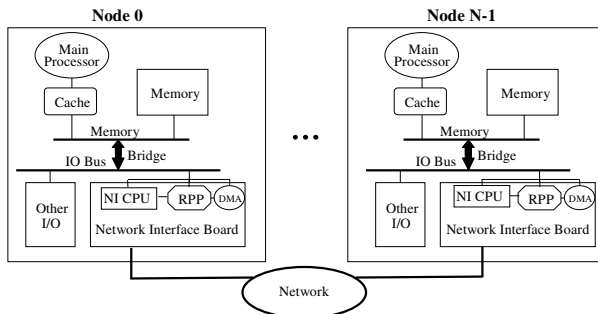 Node 0
Main
Processor
Cache
Memory
Memory
IO Bus
Bridge
Other
I/O
NI CPU
RPP
DMA
Network Interface Board
...
Node N-1
Main
Processor
Cache
Memory
Memory
IO Bus
Bridge
Other
I/O
NI CPU
RPP
DMA
Network Interface Board
Network